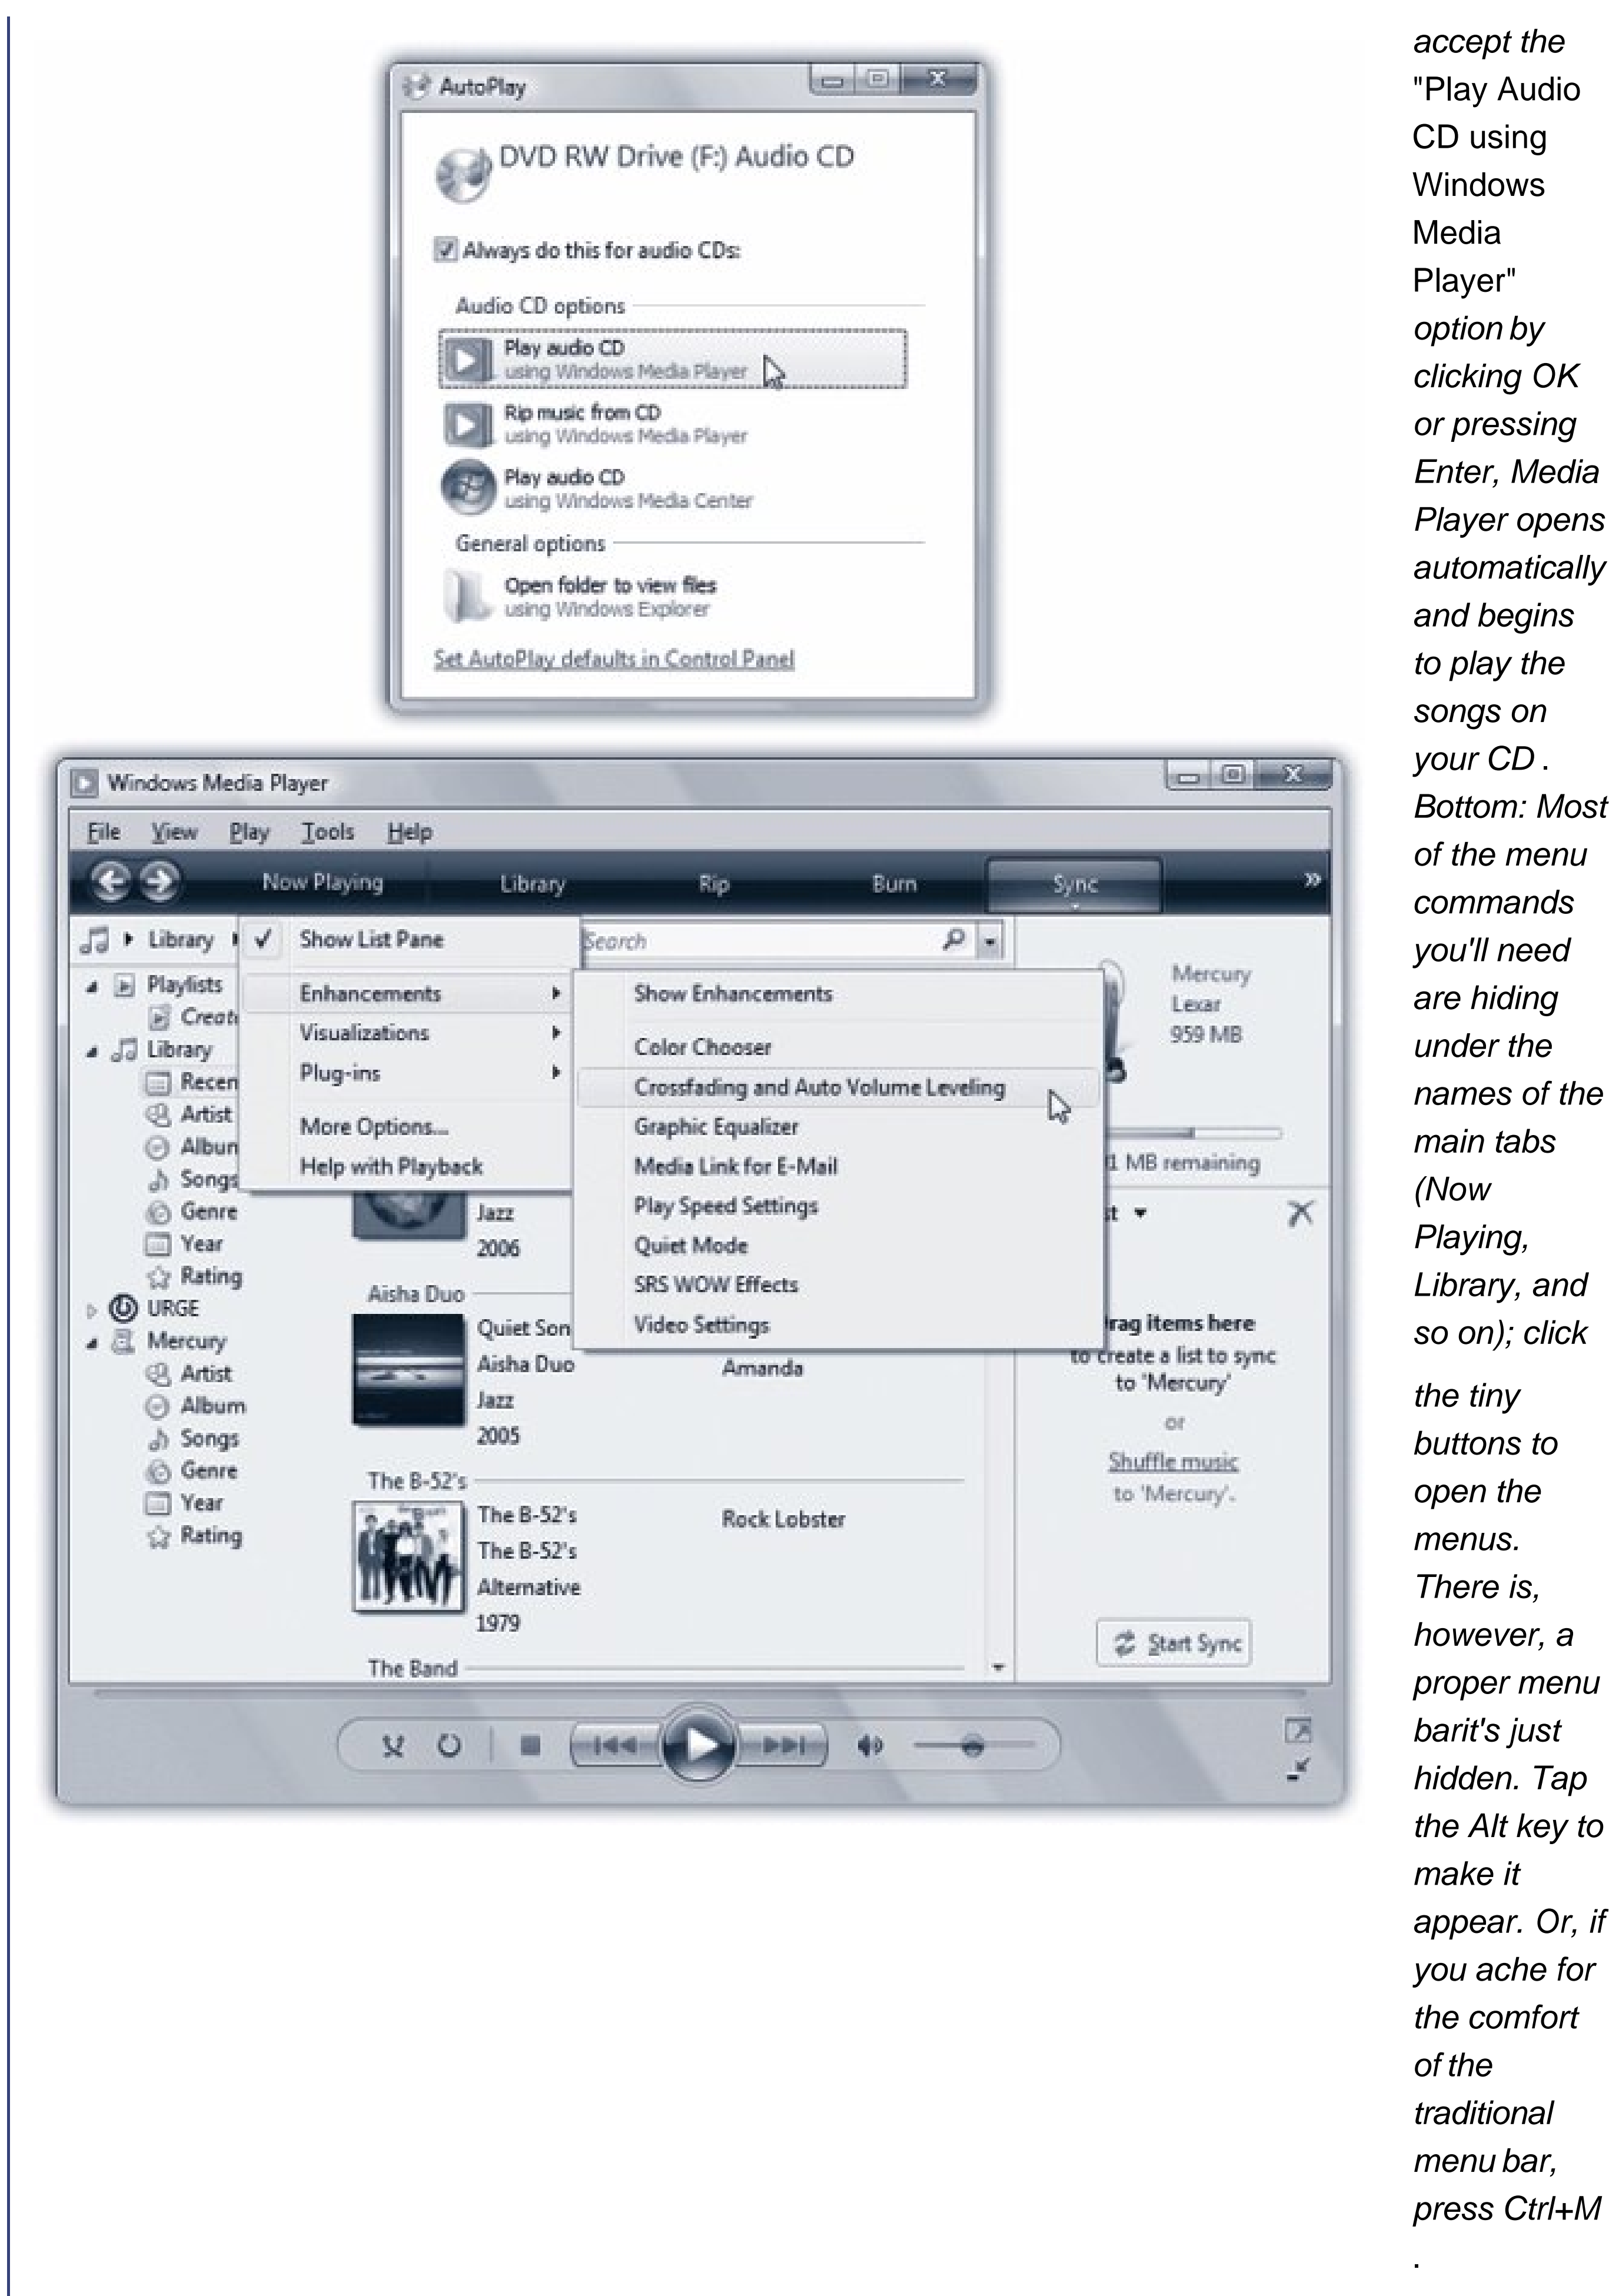 AutoPlay
DVD RW Drive (F:) Audio CD
Always do this for audio CDs:
Audio CD options
Play audio CD
using Windows Media Player
Rip music from CD
using Windows Media Player
Play audio CD
using Windows Media Center
General options
Open folder to view files
using Windows Explorer
Set AutoPlay defaults in Control Panel
Windows Media Player
File View Play Tools Help
Now Playing Library Rip Burn Sync
Library
Search
Playlists
Library
Artist
Songs
Genre
Year
Rating
URGE
Mercury
Artist
Album
Songs
Genre
Year
Rating
Show List Pane
Enhancements
Visualizations
Plug-ins
More Options...
Help with Playback
Show Enhancements
Color Chooser
Crossfading and Auto Volume Leveling
Graphic Equalizer
Media Link for E-Mail
Play Speed Settings
Quiet Mode
SRS WOW Effects
Video Settings
Jazz
2006
Aisha Duo
Quiet Son
Aisha Duo
Jazz
2005
Amanda
The B-52's
The B-52's
The B-52's
Alternative
1979
Rock Lobster
The Band
Mercury
Lexar
959 MB
MB remaining
items here
to create a list to sync
to 'Mercury'
or
Shuffle music
to 'Mercury'.
Start Sync
accept the
"Play Audio
CD using
Windows
Media
Player"
option by
clicking OK
or pressing
Enter, Media
Player opens
automatically
and begins
to play the
songs on
your CD .
Bottom: Most
of the menu
commands
you'll need
are hiding
under the
names of the
main tabs
(Now
Playing,
Library, and
so on); click
the tiny
buttons to
open the
menus.
There is,
however, a
proper menu
barit's just
hidden. Tap
the Alt key to
make it
appear. Or, if
you ache for
the comfort
of the
traditional
menu bar,
press Ctrl+M
.